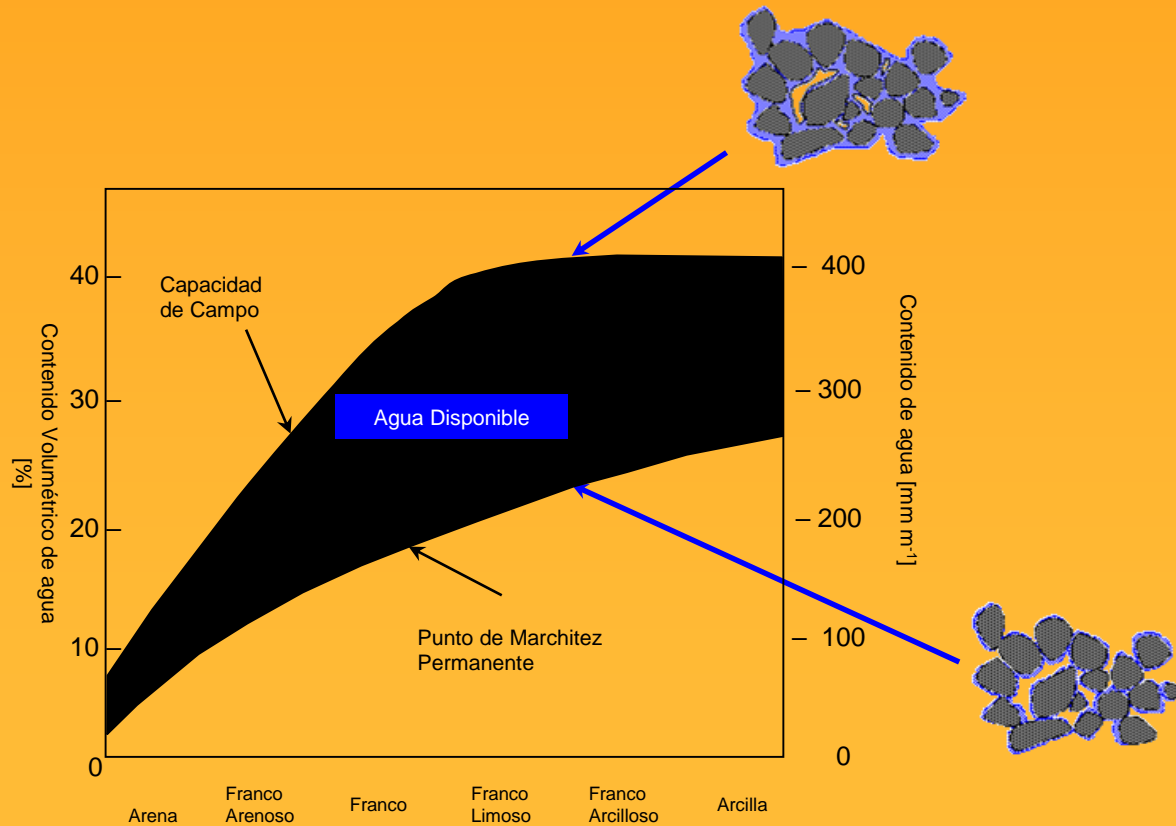 40
30
20
10
0
Contenido Volumétrico de agua
[%]
Capacidad
de Campo
Agua Disponible
Punto de Marchitez
Permanente
– 400
– 300
– 200
– 100
0
Contenido de agua [mm m⁻¹]
Arena
Franco
Arenoso
Franco
Franco
Limoso
Franco
Arcilloso
Arcilla